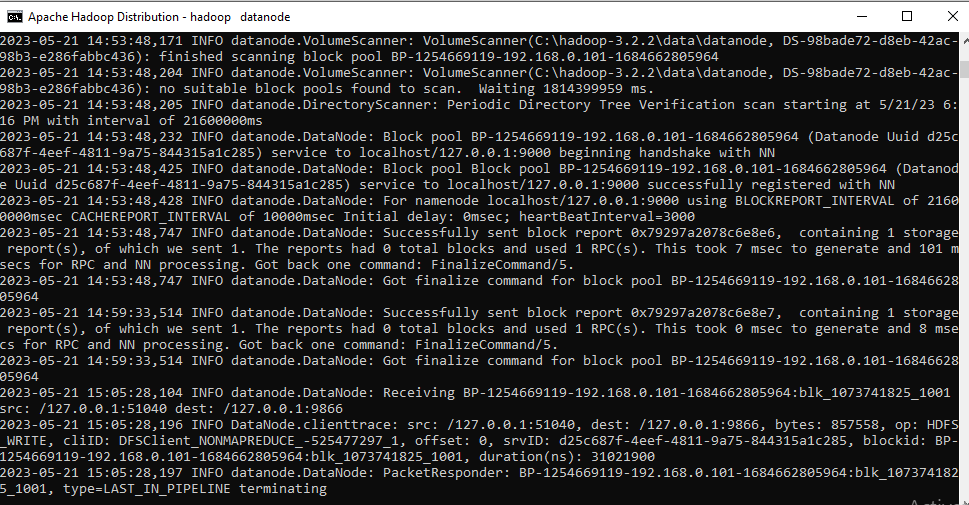 Apache Hadoop Distribution - hadoop datanode
2023-05-21 14:53:48,171 INFO datanode.VolumeScanner: VolumeScanner(C:\hadoop-3.2.2\data\datanode, DS-98bade72-d8eb-42ac-
98b3-e286fabbc436): finished scanning block pool BP-1254669119-192.168.0.101-1684662805964
2023-05-21 14:53:48,204 INFO datanode.VolumeScanner: VolumeScanner(C:\hadoop-3.2.2\data\datanode, DS-98bade72-d8eb-42ac-
98b3-e286fabbc436): no suitable block pools found to scan.  Waiting 1814399959 ms.
2023-05-21 14:53:48,205 INFO datanode.DirectoryScanner: Periodic Directory Tree Verification scan starting at 5/21/23 6:
16 PM with interval of 21600000ms
2023-05-21 14:53:48,232 INFO datanode.DataNode: Block pool BP-1254669119-192.168.0.101-1684662805964 (Datanode Uuid d25c
687f-4eef-4811-9a75-844315a1c285) service to localhost/127.0.0.1:9000 beginning handshake with NN
2023-05-21 14:53:48,425 INFO datanode.DataNode: Block Pool Block Pool BP-1254669119-192.168.0.101-1684662805964 (Datanod
e Uuid d25c687f-4eef-4811-9a75-844315a1c285) service to localhost/127.0.0.1:9000 successfully registered with NN
2023-05-21 14:53:48,428 INFO datanode.DataNode: For namenode localhost/127.0.0.1:9000 using BLOCKREPORT_INTERVAL of 2160
0000msec CACHEREPORT_INTERVAL of 10000msec Initial delay: 0msec; heartBeatInterval=3000
2023-05-21 14:53:48,747 INFO datanode.DataNode: Successfully sent block report 0x79297a2078c6e8e6,  containing 1 storage
 report(s), of which we sent 1. The reports had 0 total blocks and used 1 RPC(s). This took 7 msec to generate and 101 m
secs for RPC and NN processing. Got back one command: FinalizeCommand/5.
2023-05-21 14:53:48,747 INFO datanode.DataNode: Got finalize command for block pool BP-1254669119-192.168.0.101-16846628
05964
2023-05-21 14:59:33,514 INFO datanode.DataNode: Successfully sent block report 0x79297a2078c6e8e7,  containing 1 storage
 report(s), of which we sent 1. The reports had 0 total blocks and used 1 RPC(s). This took 0 msec to generate and 8 mse
cs for RPC and NN processing. Got back one command: FinalizeCommand/5.
2023-05-21 14:59:33,514 INFO datanode.DataNode: Got finalize command for block pool BP-1254669119-192.168.0.101-16846628
05964
2023-05-21 15:05:28,104 INFO datanode.DataNode: Receiving BP-1254669119-192.168.0.101-1684662805964:blk_1073741825_1001
src: /127.0.0.1:51040 dest: /127.0.0.1:9866
2023-05-21 15:05:28,196 INFO DataNode.clienttrace: src: /127.0.0.1:51040, dest: /127.0.0.1:9866, bytes: 857558, op: HDFS
_WRITE, cliID: DFSClient_NONMAPREDUCE_-525477297_1, offset: 0, srvID: d25c687f-4eef-4811-9a75-844315a1c285, blockid: BP-
1254669119-192.168.0.101-1684662805964:blk_1073741825_1001, duration(ns): 31021900
2023-05-21 15:05:28,197 INFO datanode.DataNode: PacketResponder: BP-1254669119-192.168.0.101-1684662805964:blk_107374182
5_1001, type=LAST_IN_PIPELINE terminating